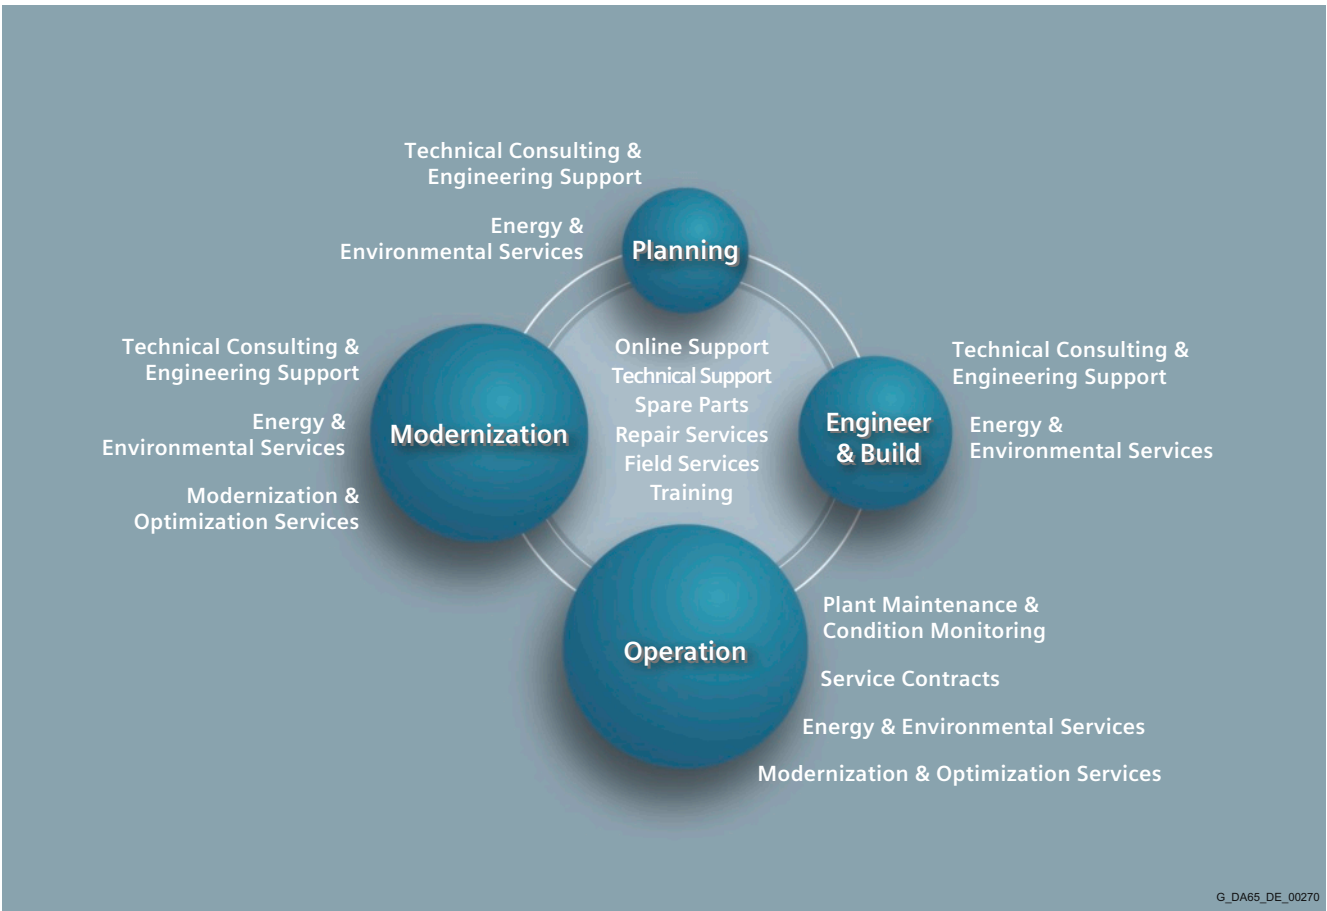 Technical Consulting &
Engineering Support
Energy &
Environmental Services
Planning
Technical Consulting &
Engineering Support
Energy &
Environmental Services
Modernization &
Optimization Services
Modernization
Online Support
Technical Support
Spare Parts
Repair Services
Field Services
Training
Engineer
& Build
Technical Consulting &
Engineering Support
Energy &
Environmental Services
Operation
Plant Maintenance &
Condition Monitoring
Service Contracts
Energy & Environmental Services
Modernization & Optimization Services
G_DA65_DE_00270